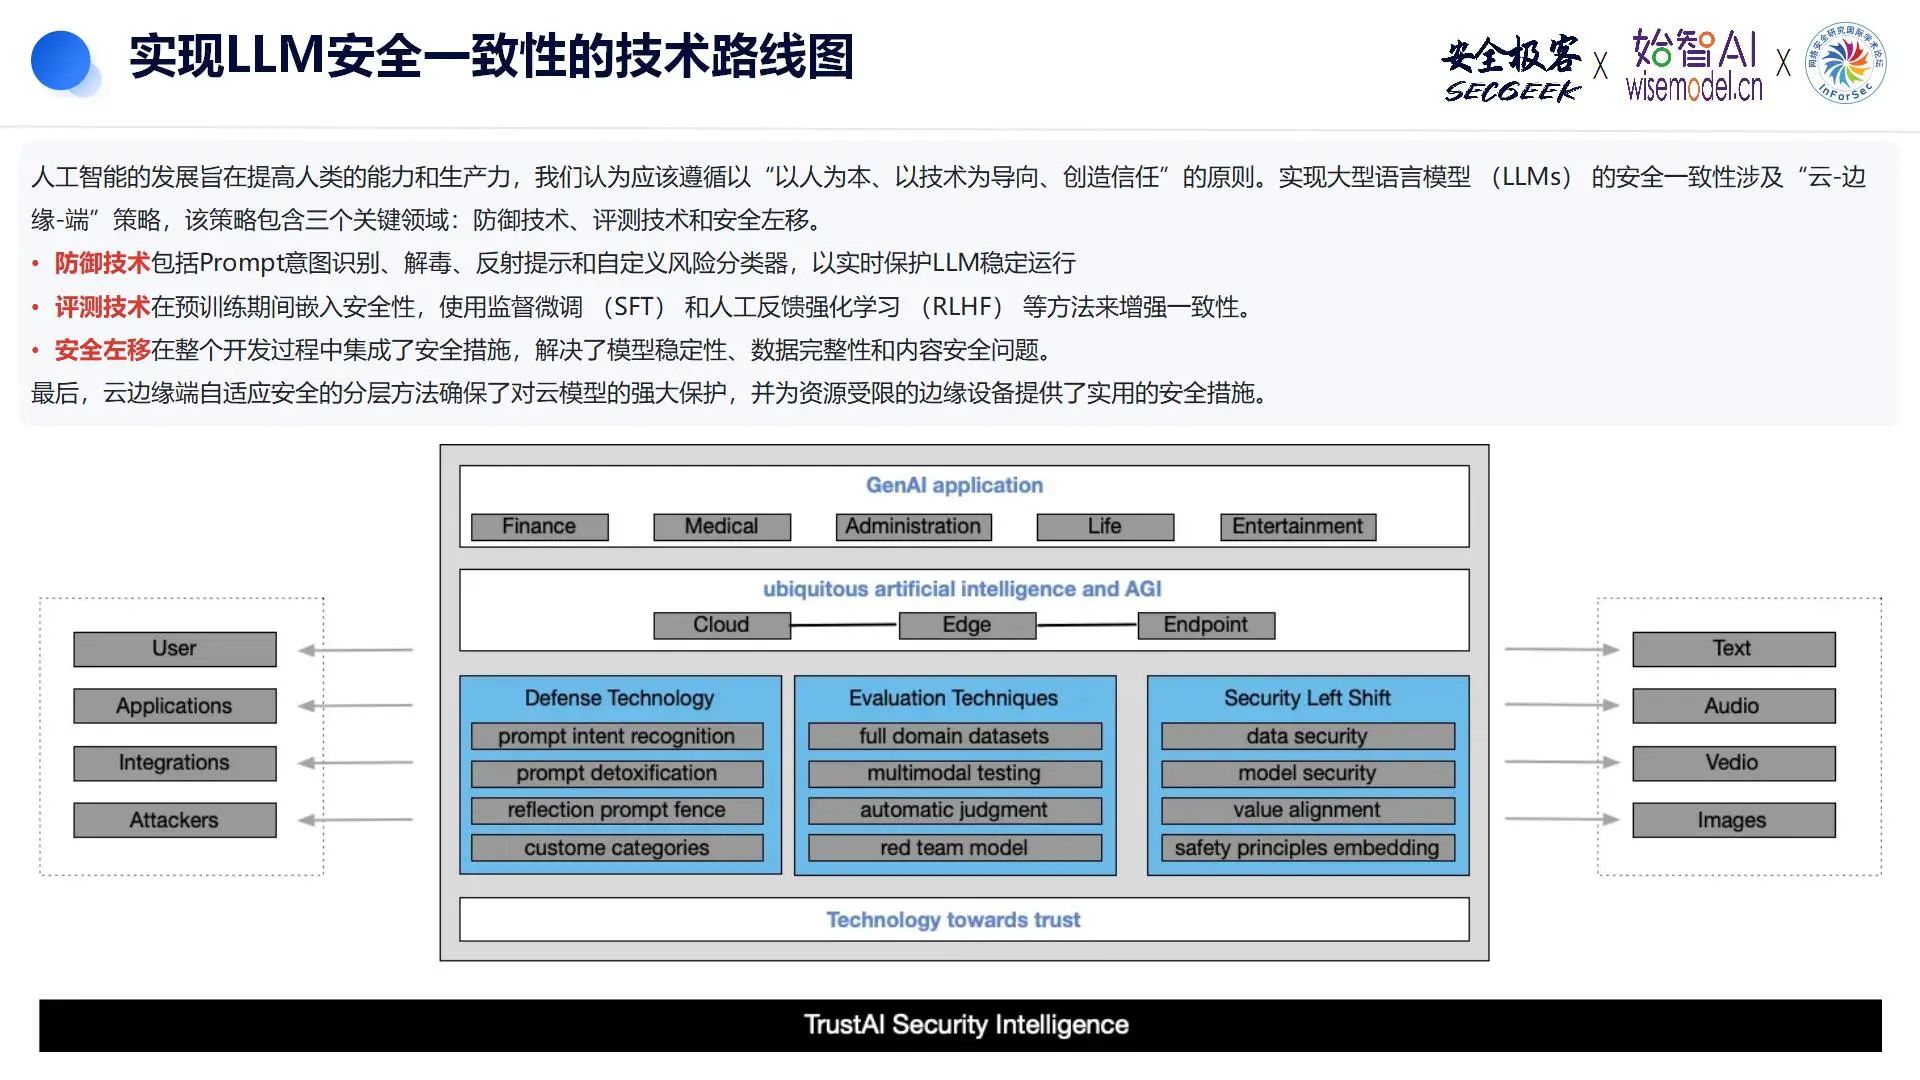 实现LLM安全一致性的技术路线图
安全极客
SECGEEK
X
始智AI
wisemodel.cn
X
网络安全研究国际学术论坛
InForSec
人工智能的发展旨在提高人类的能力和生产力，我们认为应该遵循以“以人为本、以技术为导向、创造信任”的原则。实现大型语言模型 （LLMs） 的安全一致性涉及“云-边
缘-端”策略，该策略包含三个关键领域：防御技术、评测技术和安全左移。
• 防御技术包括Prompt意图识别、解毒、反射提示和自定义风险分类器，以实时保护LLM稳定运行
• 评测技术在预训练期间嵌入安全性，使用监督微调 （SFT） 和人工反馈强化学习 （RLHF） 等方法来增强一致性。
• 安全左移在整个开发过程中集成了安全措施，解决了模型稳定性、数据完整性和内容安全问题。
最后，云边缘端自适应安全的分层方法确保了对云模型的强大保护，并为资源受限的边缘设备提供了实用的安全措施。
GenAI application
Finance
Medical
Administration
Life
Entertainment
ubiquitous artificial intelligence and AGI
Cloud
Edge
Endpoint
User
Applications
Integrations
Attackers
Defense Technology
prompt intent recognition
prompt detoxification
reflection prompt fence
custome categories
Evaluation Techniques
full domain datasets
multimodal testing
automatic judgment
red team model
Security Left Shift
data security
model security
value alignment
safety principles embedding
Text
Audio
Vedio
Images
Technology towards trust
TrustAI Security Intelligence